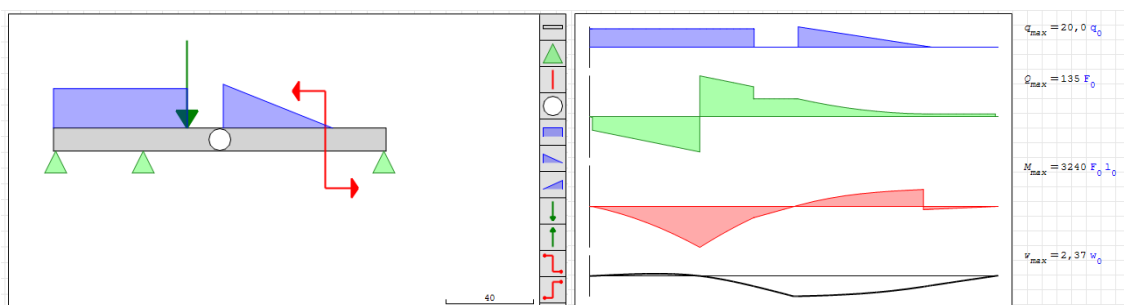 40
q_max = 20,0 q_0
Q_max = 135 F_0
M_max = 3240 F_0 l_0
w_max = 2,37 w_0